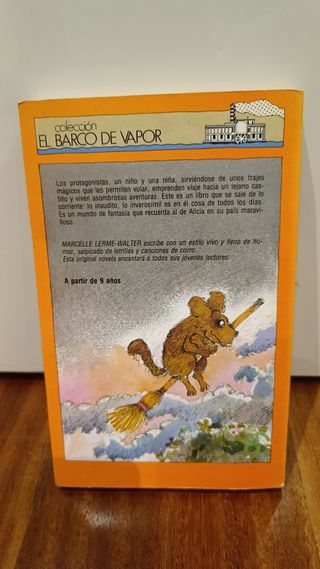 colección
EL BARCO DE VAPOR
Los protagonistas, un niño y una niña, sirviéndose de unos trajes
mágicos que les permiten volar, emprenden viaje hacia un lejano cas-
tillo y viven asombrosas aventuras. Este es un libro que se sale de lo
corriente: lo inaudito, lo inverosímil es en él cosa de todos los días.
Es un mundo de fantasía que recuerda al de Alicia en su país maravi-
lloso.
MARCELLE LERME-WALTER escribe con un estilo vivo y lleno de hu-
mor, salpicado de letrillas y canciones de corro.
Esta original novela encantará a todos sus jóvenes lectores.
A partir de 9 años